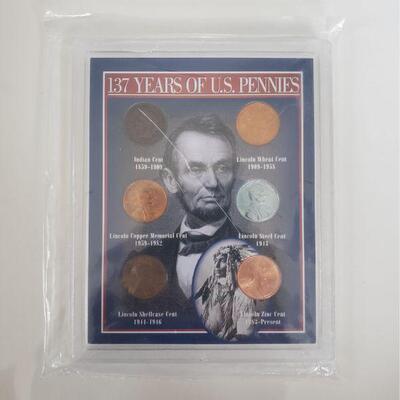 137 YEARS OF U.S. PENNIES
Indian Cent
1859-1909
Lincoln Wheat Cent
1909-1958
Lincoln Copper Memorial Cent
1959-1982
Lincoln Steel Cent
1943
Lincoln Shellcase Cent
1944-1946
Lincoln Zinc Cent
-Present